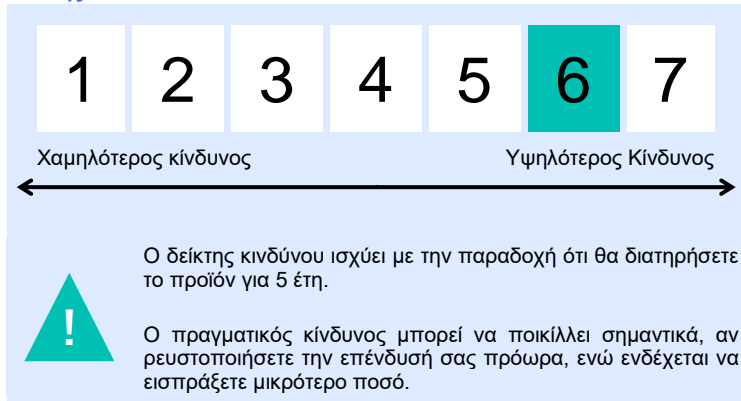 1 2 3 4 5 6 7
Χαμηλότερος κίνδυνος Υψηλότερος Κίνδυνος
!
Ο δείκτης κινδύνου ισχύει με την παραδοχή ότι θα διατηρήσετε
το προϊόν για 5 έτη.
Ο πραγματικός κίνδυνος μπορεί να ποικίλλει σημαντικά, αν
ρευστοποιήσετε την επένδυσή σας πρόωρα, ενώ ενδέχεται να
εισπράξετε μικρότερο ποσό.